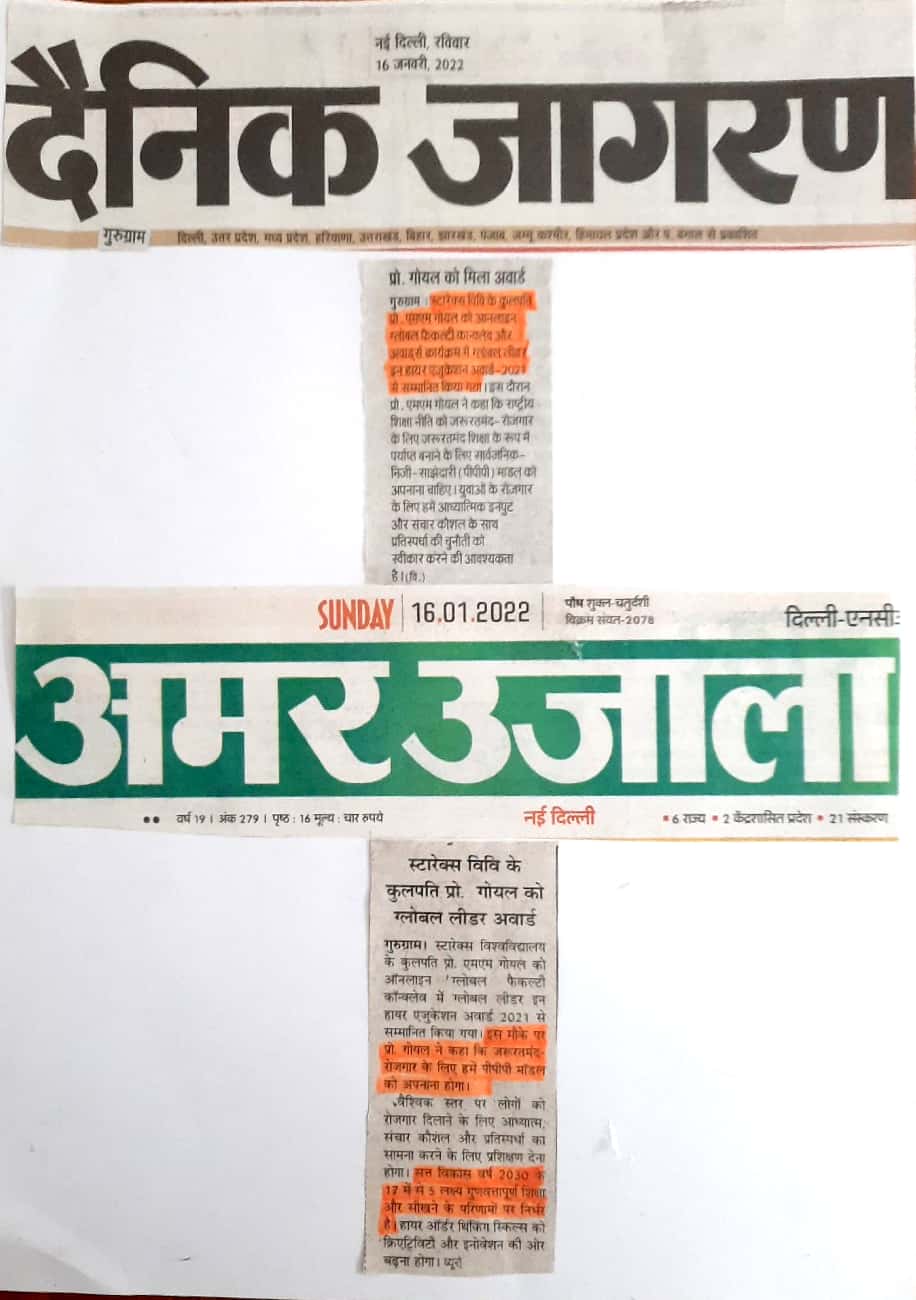 नई दिल्ली, रविवार
16 जनवरी, 2022
दैनिक जागरण
गुरुग्राम
दिल्ली, उत्तर प्रदेश, मध्य प्रदेश, हरियाणा, उत्तराखंड, बिहार, झारखंड, पंजाब, जम्मू कश्मीर, हिमाचल प्रदेश और प. बंगाल से प्रकाशित
प्रो. गोयल को मिला अवार्ड
गुरुग्राम : स्टारेक्स विवि के कुलपति
प्रो. एमएम गोयल को आनलाइन
ग्लोबल फैकल्टी कान्क्लेव और
अवार्ड्स कार्यक्रम में ग्लोबल लीडर
इन हायर एजुकेशन अवार्ड-2021
से सम्मानित किया गया। इस दौरान
प्रो. एमएम गोयल ने कहा कि राष्ट्रीय
शिक्षा नीति को जरूरतमंद- रोजगार
के लिए जरूरतमंद शिक्षा के रूप में
पर्याप्त बनाने के लिए सार्वजनिक-
निजी-साझेदारी (पीपीपी) माडल को
अपनाना चाहिए। युवाओं के रोजगार
के लिए हमें आध्यात्मिक इनपुट
और संचार कौशल के साथ
प्रतिस्पर्धा की चुनौती को
स्वीकार करने की आवश्यकता
है। (वि.)
SUNDAY 16.01.2022
पौष शुक्ल-चतुर्दशी
विक्रम संवत-2078
दिल्ली-एनसी
अमर उजाला
वर्ष 19 । अंक 279 । पृष्ठ : 16 मूल्य : चार रुपये
नई दिल्ली
6 राज्य • 2 केंद्रशासित प्रदेश • 21 संस्करण
स्टारेक्स विवि के
कुलपति प्रो. गोयल को
ग्लोबल लीडर अवार्ड
गुरुग्राम। स्टारेक्स विश्वविद्यालय
के कुलपति प्रो. एमएम गोयल को
ऑनलाइन 'ग्लोबल फैकल्टी
कॉन्क्लेव में ग्लोबल लीडर इन
हायर एजुकेशन अवार्ड 2021 से
सम्मानित किया गया। इस मौके पर
प्रो. गोयल ने कहा कि जरूरतमंद-
रोजगार के लिए हमें पीपीपी मॉडल
को अपनाना होगा।
वैश्विक स्तर पर लोगों को
रोजगार दिलाने के लिए आध्यात्म,
संचार कौशल और प्रतिस्पर्धा का
सामना करने के लिए प्रशिक्षण देना
होगा। सत्त विकास वर्ष 2030 के
17 में से 5 लक्ष्य गुणवत्तापूर्ण शिक्षा
और सीखने के परिणामों पर निर्भर
है। हायर ऑर्डर थिंकिंग स्किल्स को
क्रिएटिविटी और इनोवेशन की ओर
बढ़ना होगा। ब्यूरो